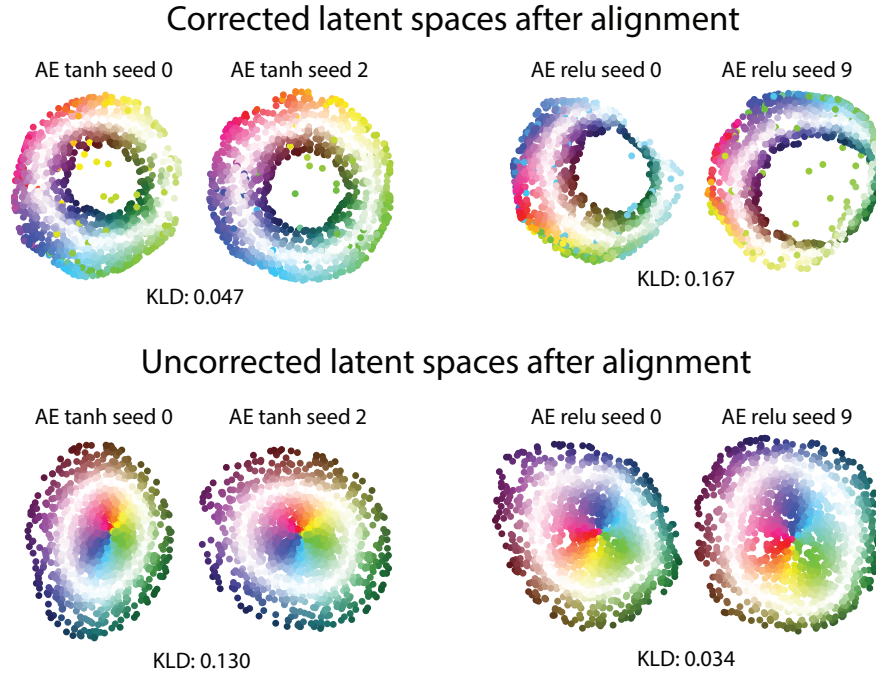 Corrected latent spaces after alignment
AE tanh seed 0
AE tanh seed 2
AE relu seed 0
AE relu seed 9
KLD: 0.047
KLD: 0.167
Uncorrected latent spaces after alignment
AE tanh seed 0
AE tanh seed 2
AE relu seed 0
AE relu seed 9
KLD: 0.130
KLD: 0.034